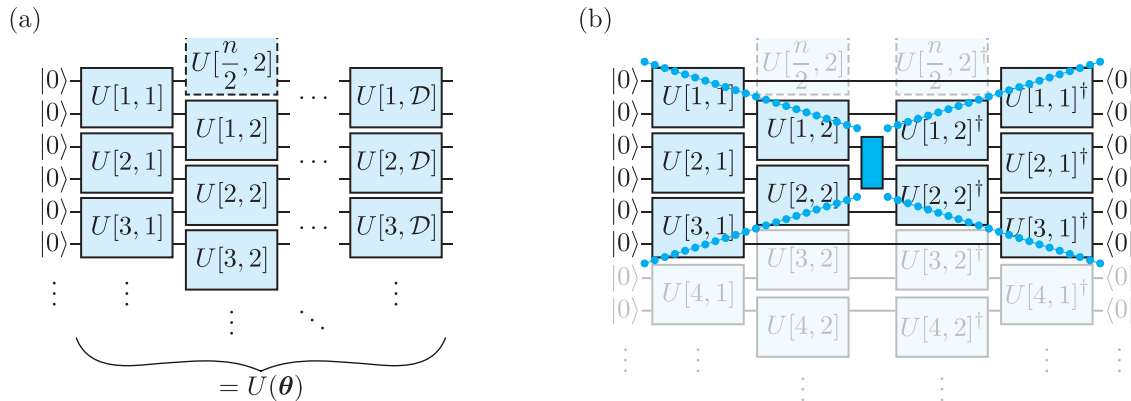 (a)
U[n/2, 2]
|0⟩ U[1, 1] ... U[1, 𝒟]
|0⟩ U[1, 2]
|0⟩ U[2, 1] ... U[2, 𝒟]
|0⟩ U[2, 2]
|0⟩ U[3, 1] ... U[3, 𝒟]
|0⟩ U[3, 2]
⋮ ⋮ ⋮
⋮ ⋱
= U(𝜽)
(b)
U[n/2, 2] U[n/2, 2]†
|0⟩ U[1, 1] U[1, 1]† ⟨0|
|0⟩ U[1, 2] U[1, 2]† ⟨0|
|0⟩ U[2, 1] U[2, 1]† ⟨0|
|0⟩ U[2, 2] U[2, 2]† ⟨0|
|0⟩ U[3, 1] U[3, 1]† ⟨0|
|0⟩ U[3, 2] U[3, 2]† ⟨0|
|0⟩ U[4, 1] U[4, 1]† ⟨0|
|0⟩ U[4, 2] U[4, 2]† ⟨0|
⋮ ⋮ ⋮ ⋮
⋮ ⋮